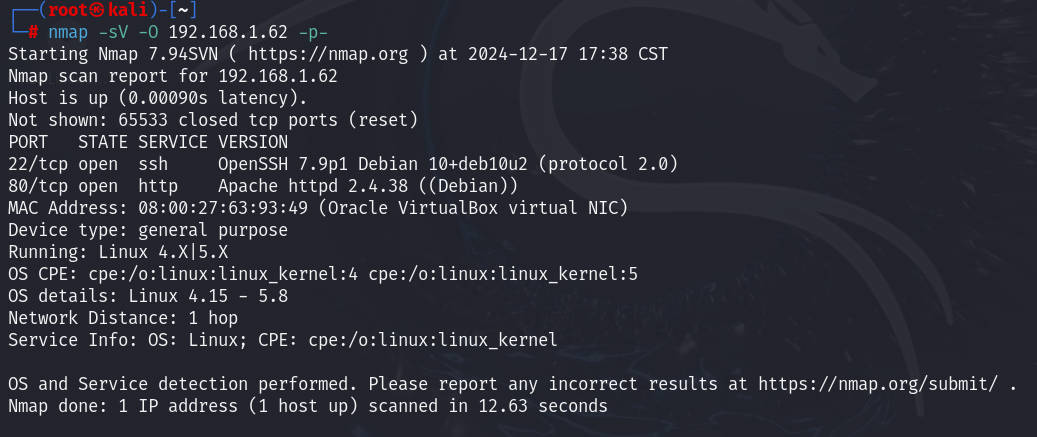 ┌──(root㉿kali)-[~]
└─# nmap -sV -O 192.168.1.62 -p-
Starting Nmap 7.94SVN ( https://nmap.org ) at 2024-12-17 17:38 CST
Nmap scan report for 192.168.1.62
Host is up (0.00090s latency).
Not shown: 65533 closed tcp ports (reset)
PORT   STATE SERVICE VERSION
22/tcp open  ssh     OpenSSH 7.9p1 Debian 10+deb10u2 (protocol 2.0)
80/tcp open  http    Apache httpd 2.4.38 ((Debian))
MAC Address: 08:00:27:63:93:49 (Oracle VirtualBox virtual NIC)
Device type: general purpose
Running: Linux 4.X|5.X
OS CPE: cpe:/o:linux:linux_kernel:4 cpe:/o:linux:linux_kernel:5
OS details: Linux 4.15 - 5.8
Network Distance: 1 hop
Service Info: OS: Linux; CPE: cpe:/o:linux:linux_kernel

OS and Service detection performed. Please report any incorrect results at https://nmap.org/submit/ .
Nmap done: 1 IP address (1 host up) scanned in 12.63 seconds